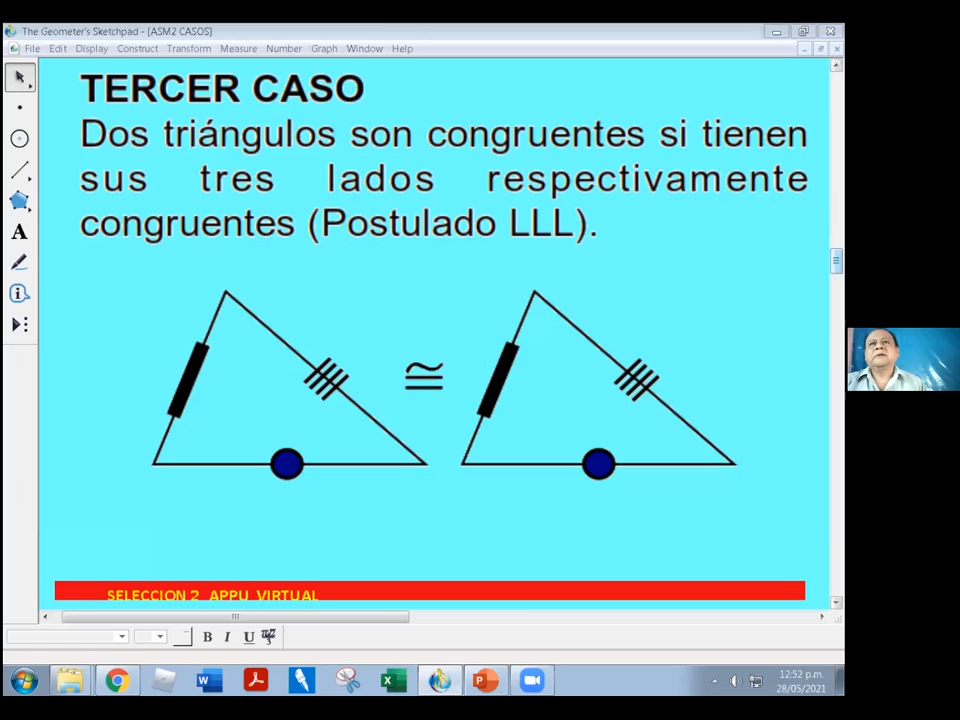 The Geometer's Sketchpad - [ASM2 CASOS]
File Edit Display Construct Transform Measure Number Graph Window Help
TERCER CASO
Dos triángulos son congruentes si tienen
sus tres lados respectivamente
congruentes (Postulado LLL).
≅
SELECCION 2 APPU VIRTUAL
B I U
12:52 p.m.
28/05/2021